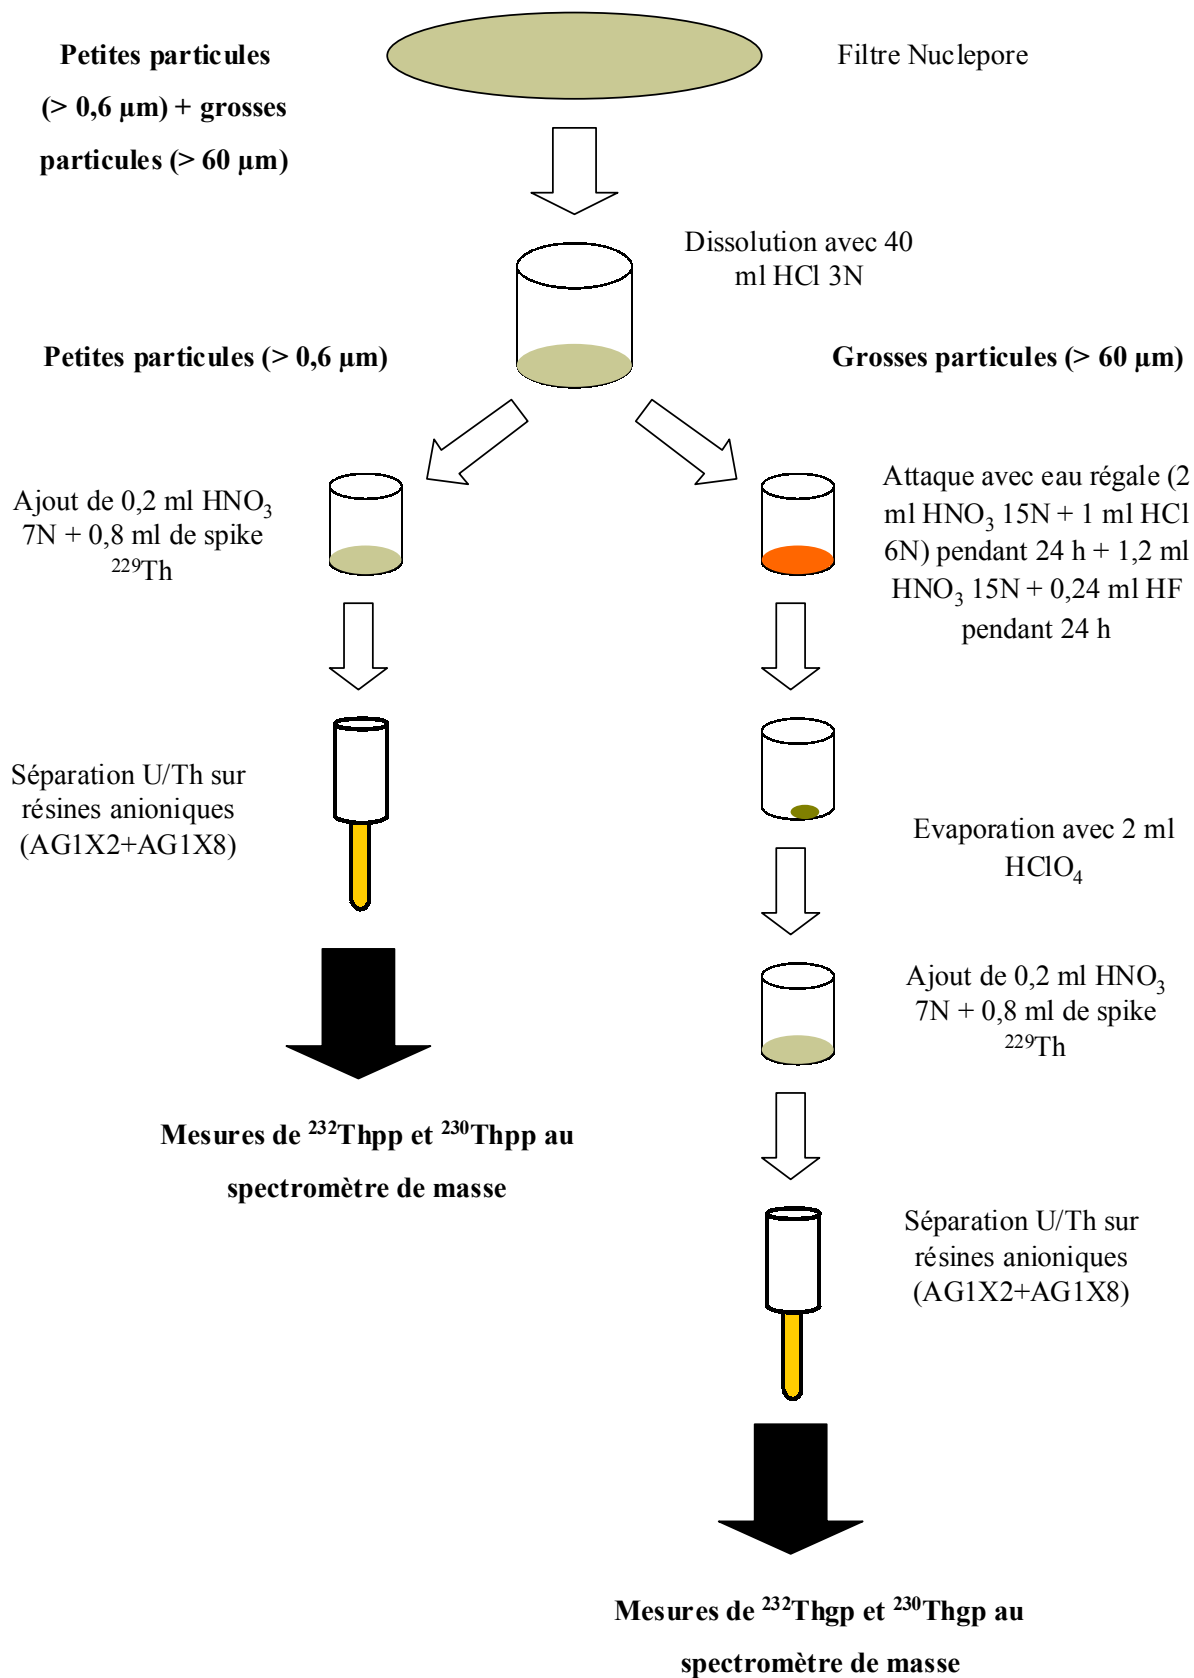 Petites particules
(> 0,6 µm) + grosses
particules (> 60 µm)
Filtre Nuclepore
Dissolution avec 40
ml HCl 3N
Petites particules (> 0,6 µm)
Grosses particules (> 60 µm)
Ajout de 0,2 ml HNO₃
7N + 0,8 ml de spike
²²⁹Th
Attaque avec eau régale (2
ml HNO₃ 15N + 1 ml HCl
6N) pendant 24 h + 1,2 ml
HNO₃ 15N + 0,24 ml HF
pendant 24 h
Séparation U/Th sur
résines anioniques
(AG1X2+AG1X8)
Evaporation avec 2 ml
HClO₄
Ajout de 0,2 ml HNO₃
7N + 0,8 ml de spike
²²⁹Th
Mesures de ²³²Thpp et ²³⁰Thpp au
spectromètre de masse
Séparation U/Th sur
résines anioniques
(AG1X2+AG1X8)
Mesures de ²³²Thgp et ²³⁰Thgp au
spectromètre de masse